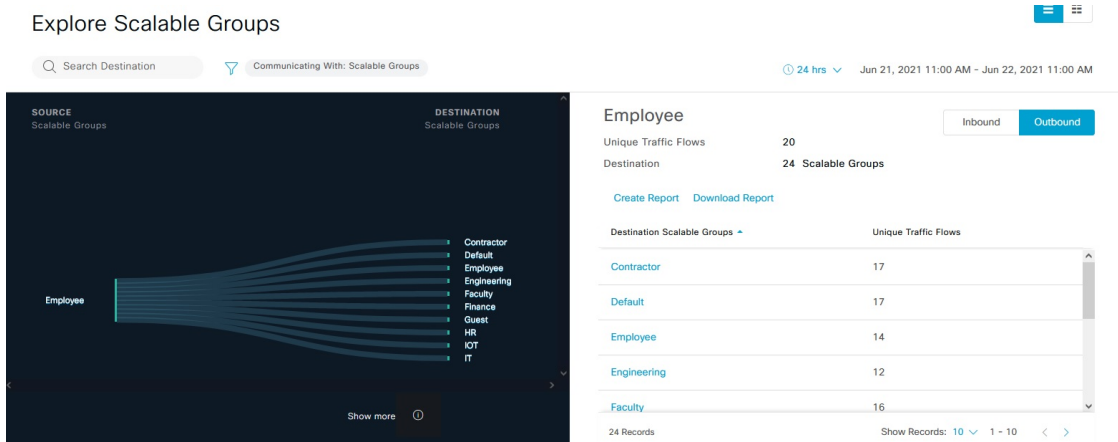 Explore Scalable Groups
Search Destination
Communicating With: Scalable Groups
24 hrs
Jun 21, 2021 11:00 AM - Jun 22, 2021 11:00 AM
SOURCE
Scalable Groups
DESTINATION
Scalable Groups
Employee
Contractor
Default
Employee
Engineering
Faculty
Finance
Guest
HR
IOT
IT
Show more
Employee
Inbound
Outbound
Unique Traffic Flows 20
Destination 24 Scalable Groups
Create Report Download Report
Destination Scalable Groups Unique Traffic Flows
Contractor 17
Default 17
Employee 14
Engineering 12
Faculty 16
24 Records Show Records: 10 1 - 10